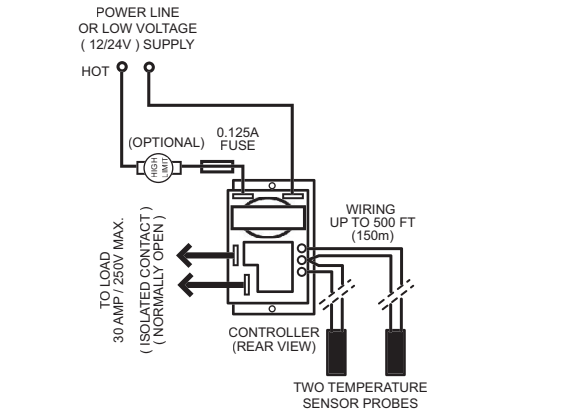 POWER LINE
OR LOW VOLTAGE
( 12/24V ) SUPPLY
HOT
(OPTIONAL)
0.125A
FUSE
HIGH
LIMIT
WIRING
UP TO 500 FT
(150m)
TO LOAD
30 AMP / 250V MAX.
( ISOLATED CONTACT )
( NORMALLY OPEN )
CONTROLLER
(REAR VIEW)
TWO TEMPERATURE
SENSOR PROBES